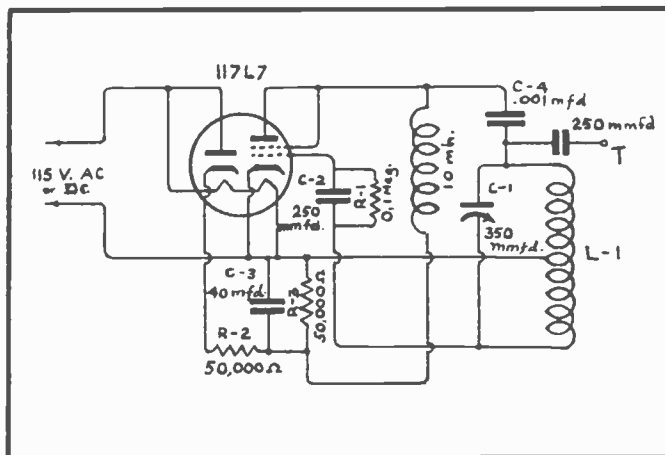 117L7
C-4
.001 mfd
250 mmfd
T
115 V. AC
or DC
C-2
250
mmfd.
R-1
0.1 Meg.
10 mh.
C-1
350
mmfd.
L-1
C-3
40 mfd.
50,000Ω
R-2
50,000Ω